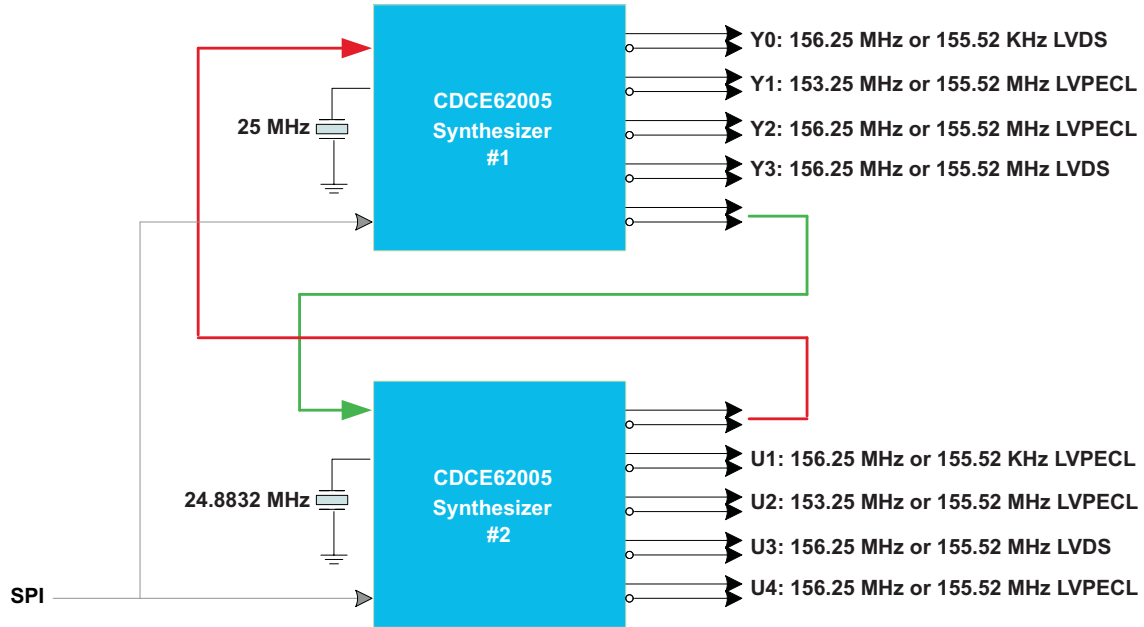 CDCE62005
Synthesizer
#1
25 MHz
Y0: 156.25 MHz or 155.52 KHz LVDS
Y1: 153.25 MHz or 155.52 MHz LVPECL
Y2: 156.25 MHz or 155.52 MHz LVPECL
Y3: 156.25 MHz or 155.52 MHz LVDS
CDCE62005
Synthesizer
#2
24.8832 MHz
U1: 156.25 MHz or 155.52 KHz LVPECL
U2: 153.25 MHz or 155.52 MHz LVPECL
U3: 156.25 MHz or 155.52 MHz LVDS
U4: 156.25 MHz or 155.52 MHz LVPECL
SPI